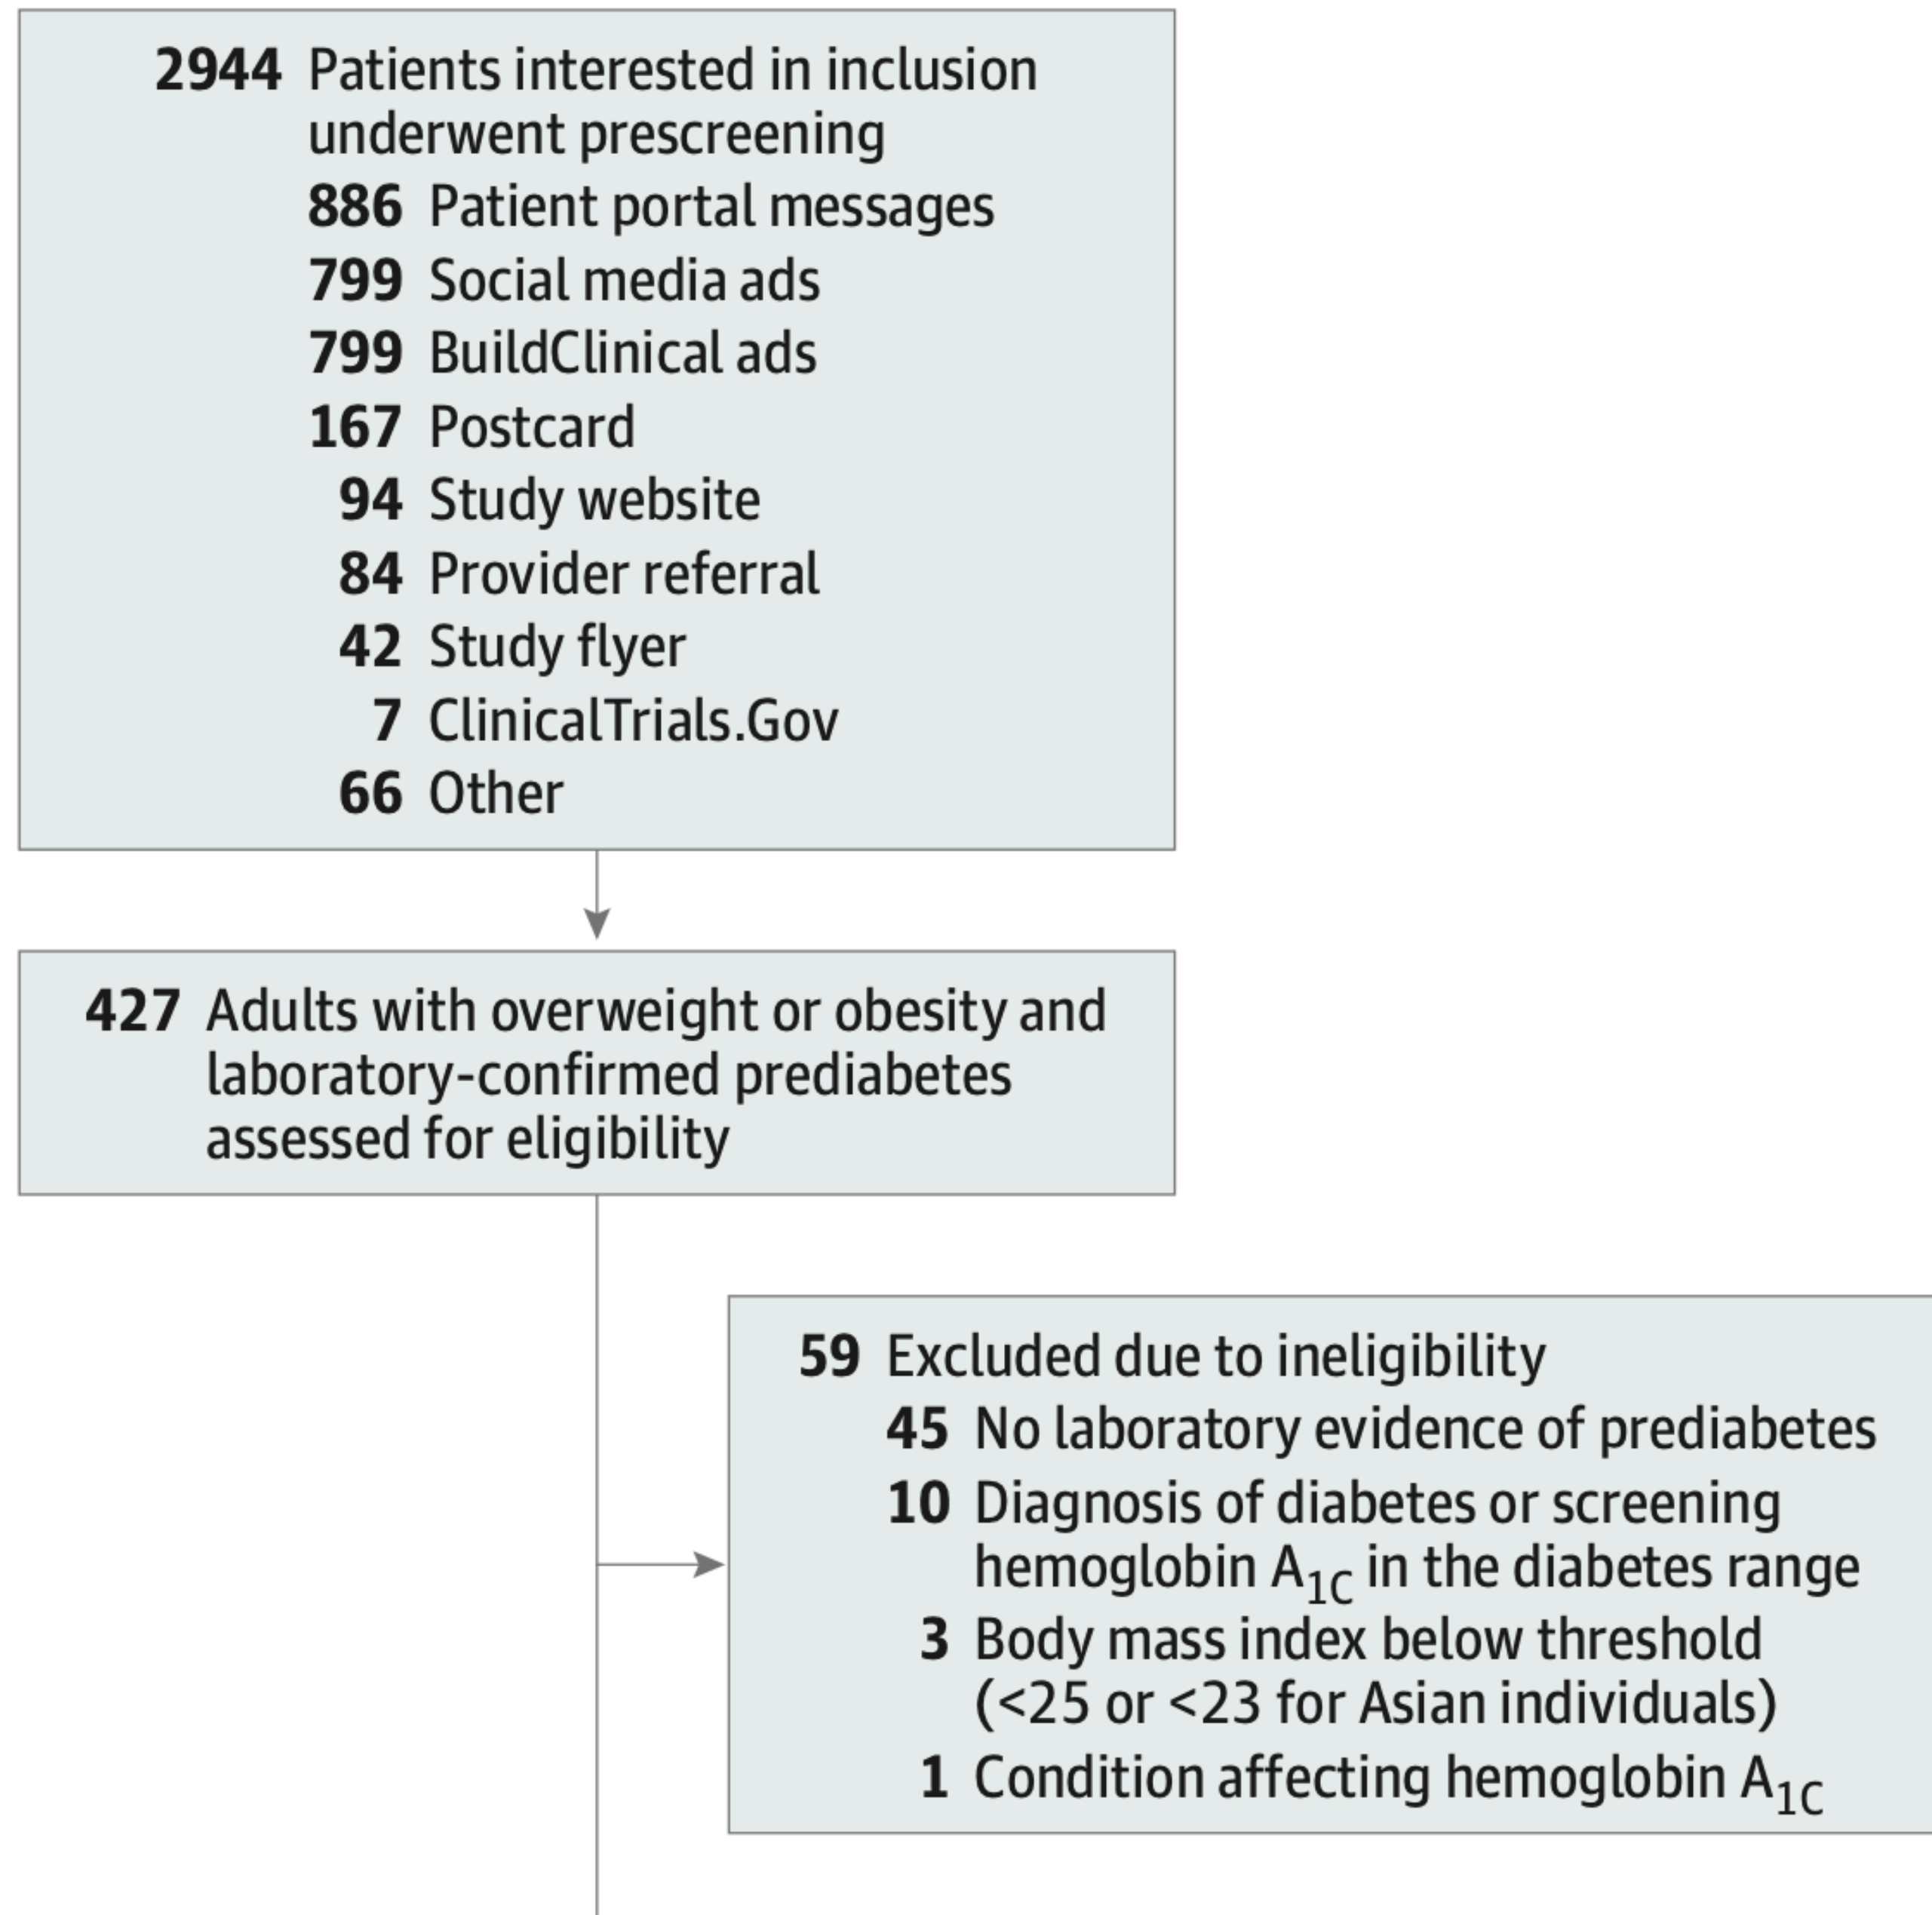 2944 Patients interested in inclusion
underwent prescreening
886 Patient portal messages
799 Social media ads
799 BuildClinical ads
167 Postcard
94 Study website
84 Provider referral
42 Study flyer
7 ClinicalTrials.Gov
66 Other
427 Adults with overweight or obesity and
laboratory-confirmed prediabetes
assessed for eligibility
59 Excluded due to ineligibility
45 No laboratory evidence of prediabetes
10 Diagnosis of diabetes or screening
hemoglobin A1C in the diabetes range
3 Body mass index below threshold
(<25 or <23 for Asian individuals)
1 Condition affecting hemoglobin A1C